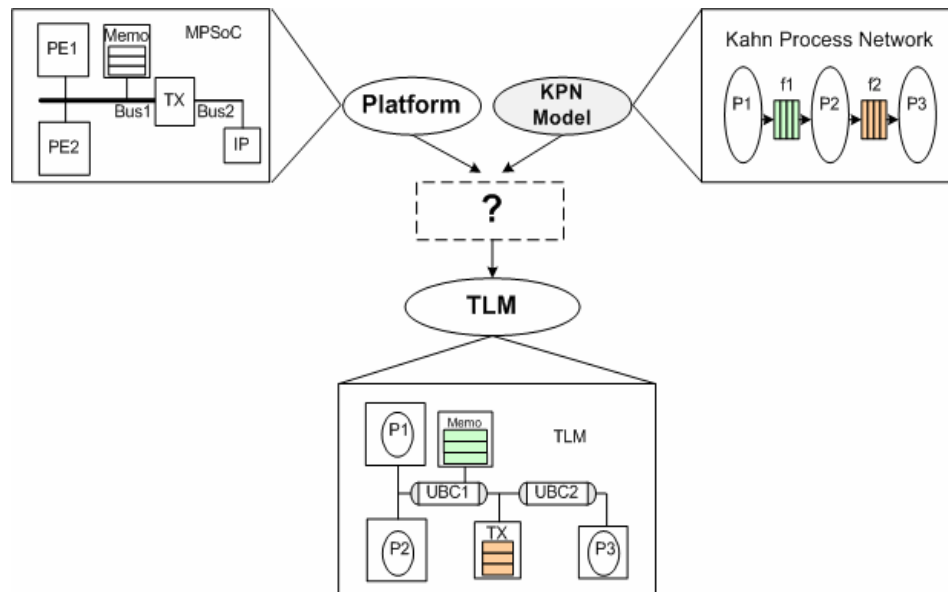 MPSoC
PE1
Memo
TX
Bus1
Bus2
PE2
IP
Platform
KPN
Model
Kahn Process Network
P1
f1
P2
f2
P3
?
TLM
P1
Memo
TLM
UBC1
UBC2
P2
TX
P3